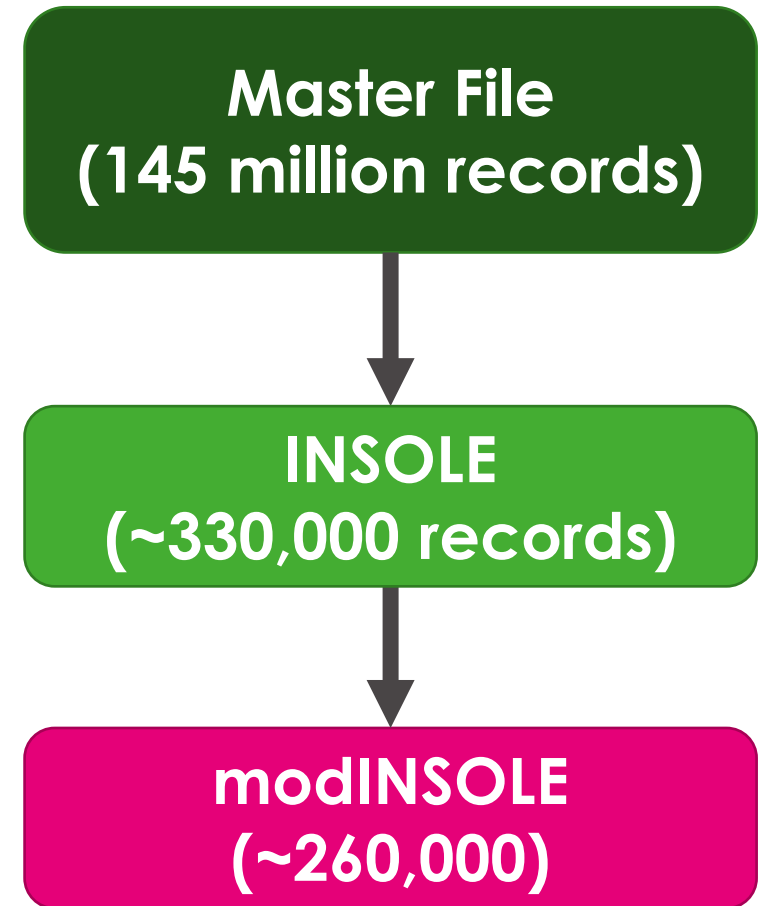 Master File
(145 million records)
INSOLE
(~330,000 records)
modINSOLE
(~260,000)